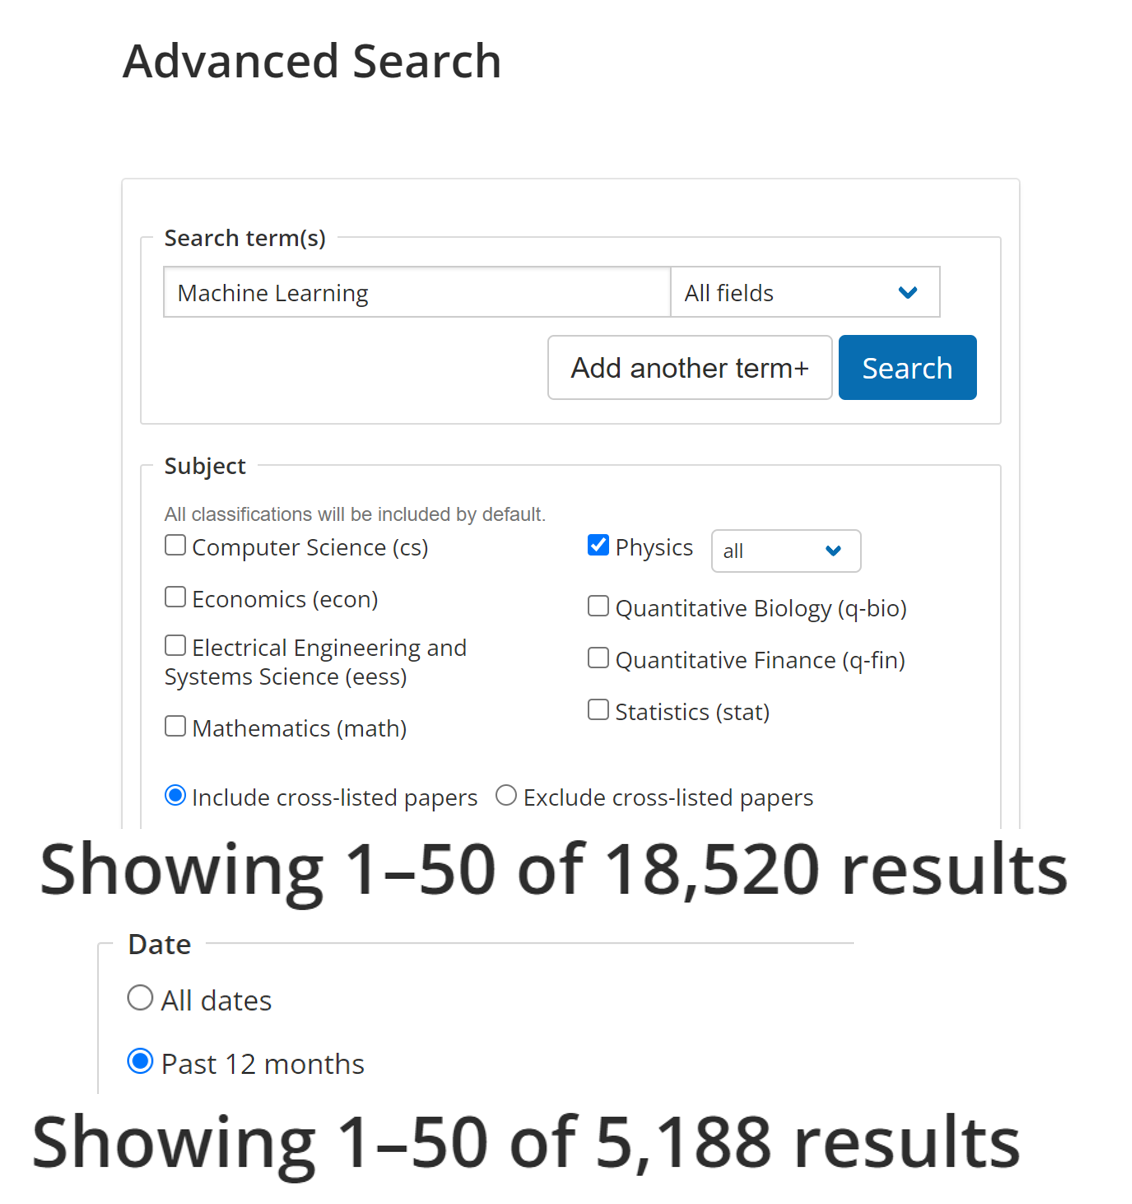 Advanced Search
Search term(s)
Machine Learning All fields
Add another term+ Search
Subject
All classifications will be included by default.
Computer Science (cs)
Economics (econ)
Electrical Engineering and
Systems Science (eess)
Mathematics (math)
Physics all
Quantitative Biology (q-bio)
Quantitative Finance (q-fin)
Statistics (stat)
Include cross-listed papers Exclude cross-listed papers
Showing 1–50 of 18,520 results
Date
All dates
Past 12 months
Showing 1–50 of 5,188 results